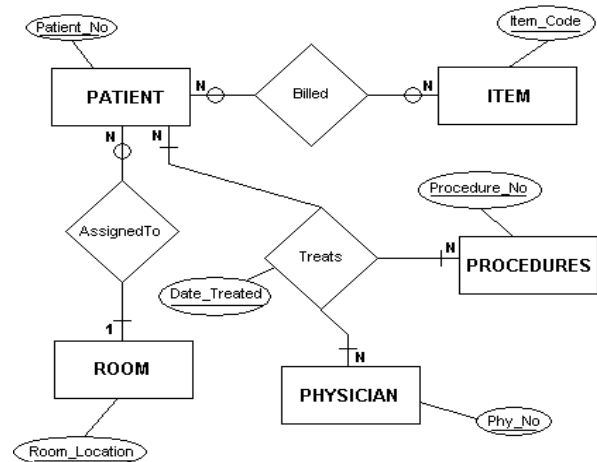 Patient_No
Item_Code
PATIENT
N
Billed
N
ITEM
N
N
AssignedTo
Procedure_No
Treats
N
PROCEDURES
Date_Treated
1
N
ROOM
PHYSICIAN
Phy_No
Room_Location